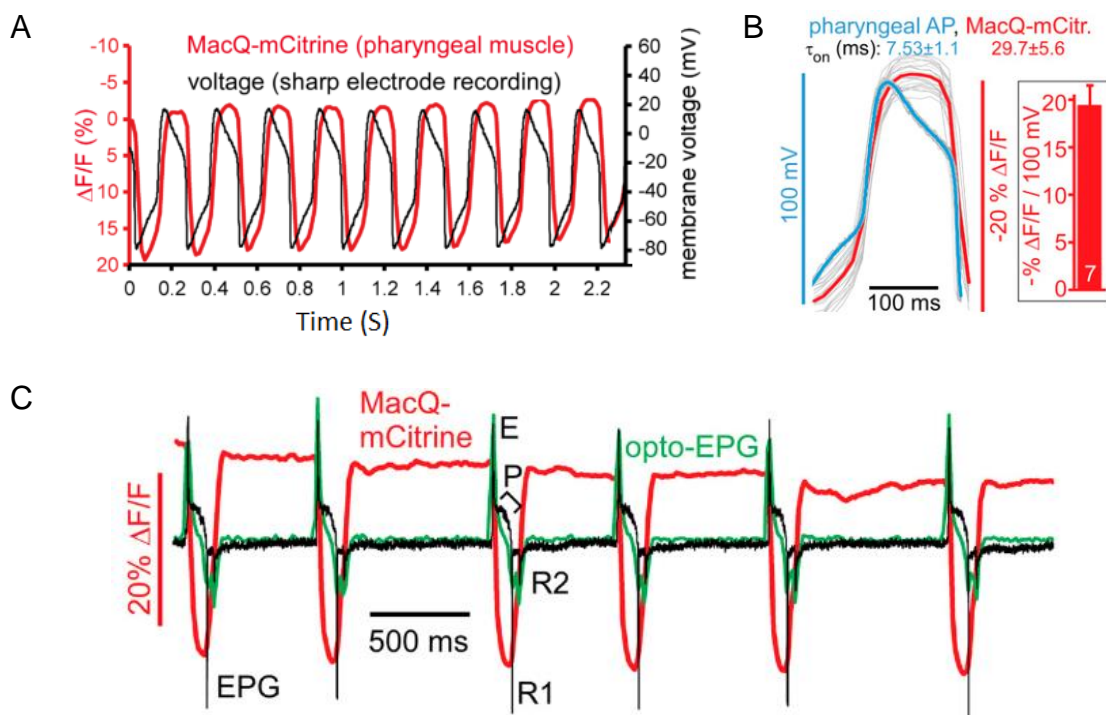 A
MacQ-mCitrine (pharyngeal muscle)
voltage (sharp electrode recording)
ΔF/F (%)
-10
-5
0
5
10
15
20
60
40
20
0
-20
-40
-60
-80
membrane voltage (mV)
0 0.2 0.4 0.6 0.8 1 1.2 1.4 1.6 1.8 2 2.2
Time (S)
B
pharyngeal AP, MacQ-mCitr.
τon (ms): 7.53±1.1 29.7±5.6
100 mV
100 ms
-20 % ΔF/F
-% ΔF/F / 100 mV
20
15
10
5
0
7
C
MacQ-
mCitrine
E
opto-EPG
P
20% ΔF/F
R2
500 ms
EPG
R1